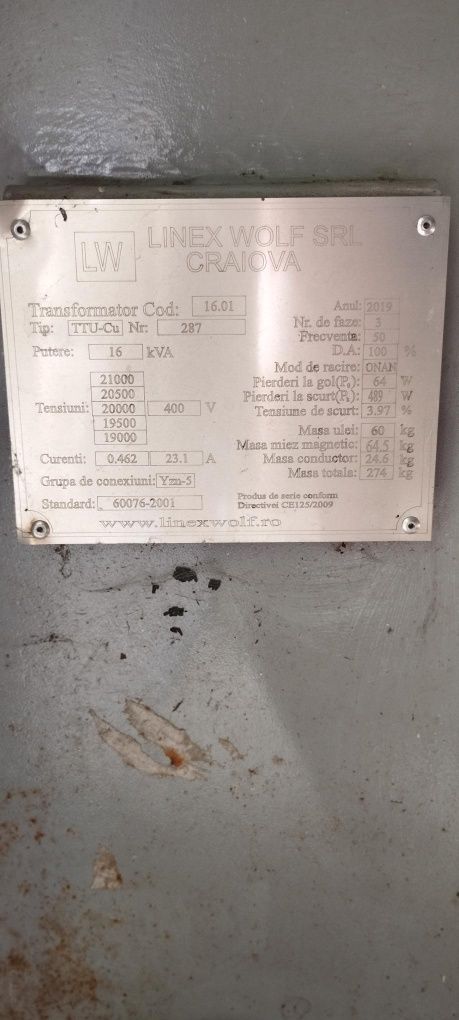 LW
LINEX WOLF SRL
CRAIOVA
Transformator Cod: 16.01
Tip: TTU-Cu Nr: 287
Putere: 16 kVA
21000
20500
Tensiuni: 20000 400 V
19500
19000
Curenti: 0.462 23.1 A
Grupa de conexiuni: Yzn-5
Standard: 60076-2001
Anul: 2019
Nr. de faze: 3
Frecventa: 50
D.A: 100 %
Mod de racire: ONAN
Pierderi la gol(P₀): 64 W
Pierderi la scurt(Pₖ): 489 W
Tensiune de scurt: 3.97 %
Masa ulei: 60 kg
Masa miez magnetic: 64.5 kg
Masa conductor: 24.6 kg
Masa totala: 274 kg
Produs de serie conform
Directivei CE125/2009
www.linexwolf.ro